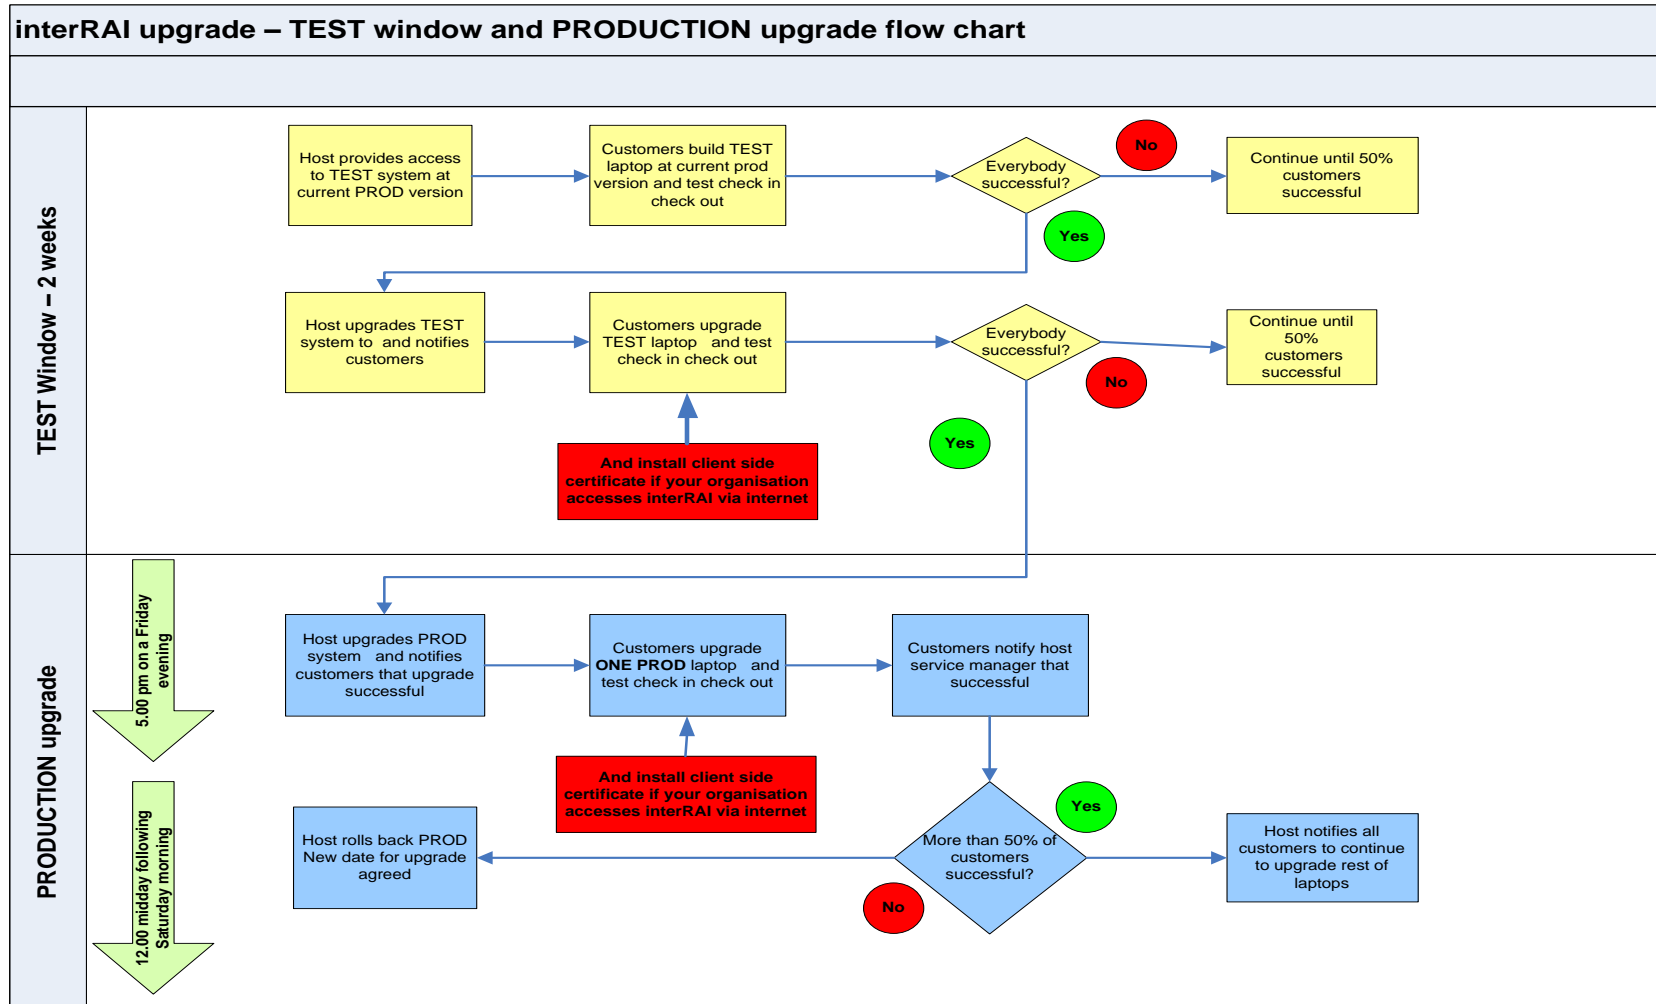 interRAI upgrade – TEST window and PRODUCTION upgrade flow chart
TEST Window – 2 weeks
Host provides access
to TEST system at
current PROD version
Customers build TEST
laptop at current prod
version and test check in
check out
Everybody
successful?
No
Continue until 50%
customers
successful
Yes
Host upgrades TEST
system to and notifies
customers
Customers upgrade
TEST laptop and test
check in check out
Everybody
successful?
No
Continue until
50%
customers
successful
Yes
And install client side
certificate if your organisation
accesses interRAI via internet
PRODUCTION upgrade
5.00 pm on a Friday
evening
Host upgrades PROD
system and notifies
customers that upgrade
successful
Customers upgrade
ONE PROD laptop and
test check in check out
Customers notify host
service manager that
successful
And install client side
certificate if your organisation
accesses interRAI via internet
12.00 midday following
Saturday morning
Host rolls back PROD
New date for upgrade
agreed
More than 50% of
customers
successful?
Yes
No
Host notifies all
customers to continue
to upgrade rest of
laptops